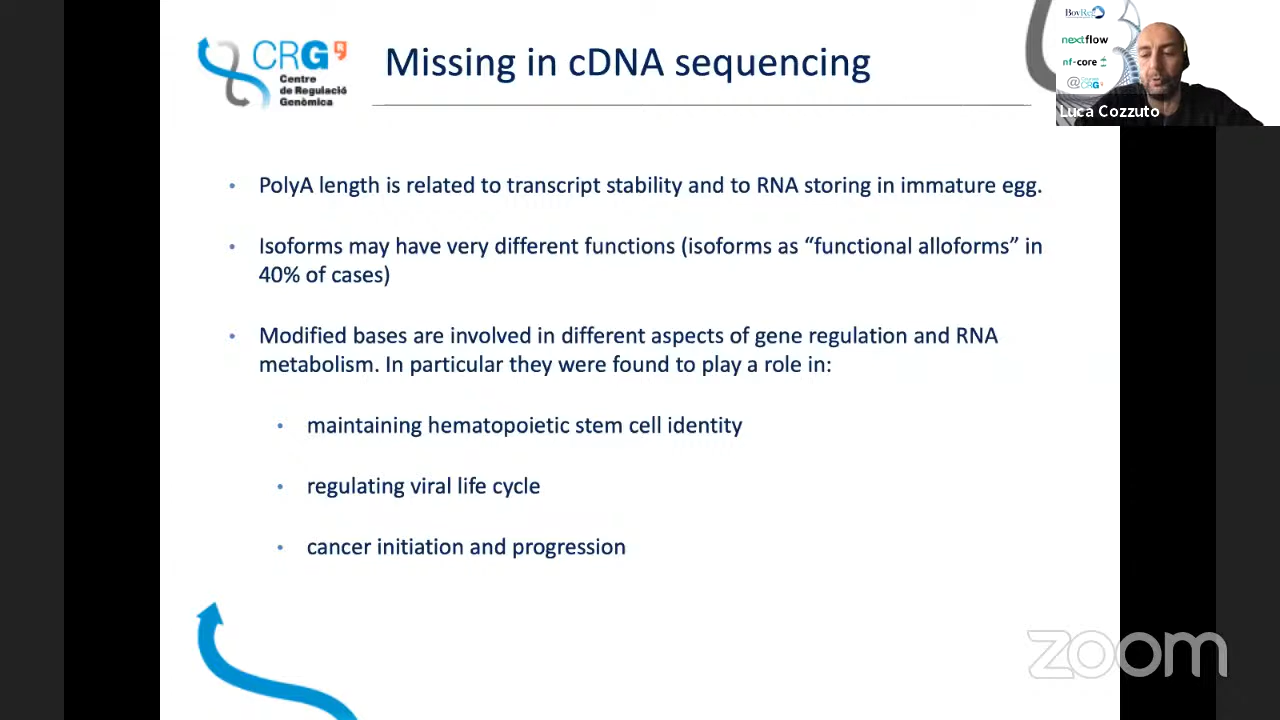 CRG
Centre
de Regulació
Genòmica
Missing in cDNA sequencing
BovReg
nextflow
nf-core
CRG
Luca Cozzuto
• PolyA length is related to transcript stability and to RNA storing in immature egg.
• Isoforms may have very different functions (isoforms as “functional alloforms” in
40% of cases)
• Modified bases are involved in different aspects of gene regulation and RNA
metabolism. In particular they were found to play a role in:
• maintaining hematopoietic stem cell identity
• regulating viral life cycle
• cancer initiation and progression
zoom